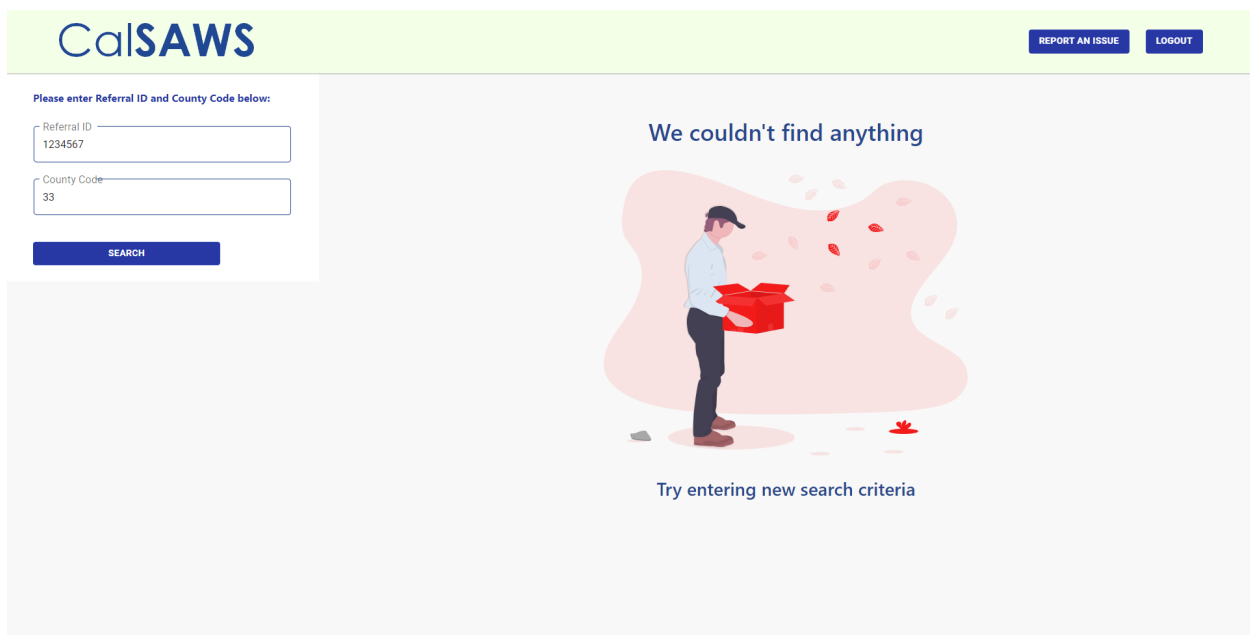 CalSAWS
REPORT AN ISSUE
LOGOUT
Please enter Referral ID and County Code below:
Referral ID
1234567
County Code
33
SEARCH
We couldn't find anything
Try entering new search criteria